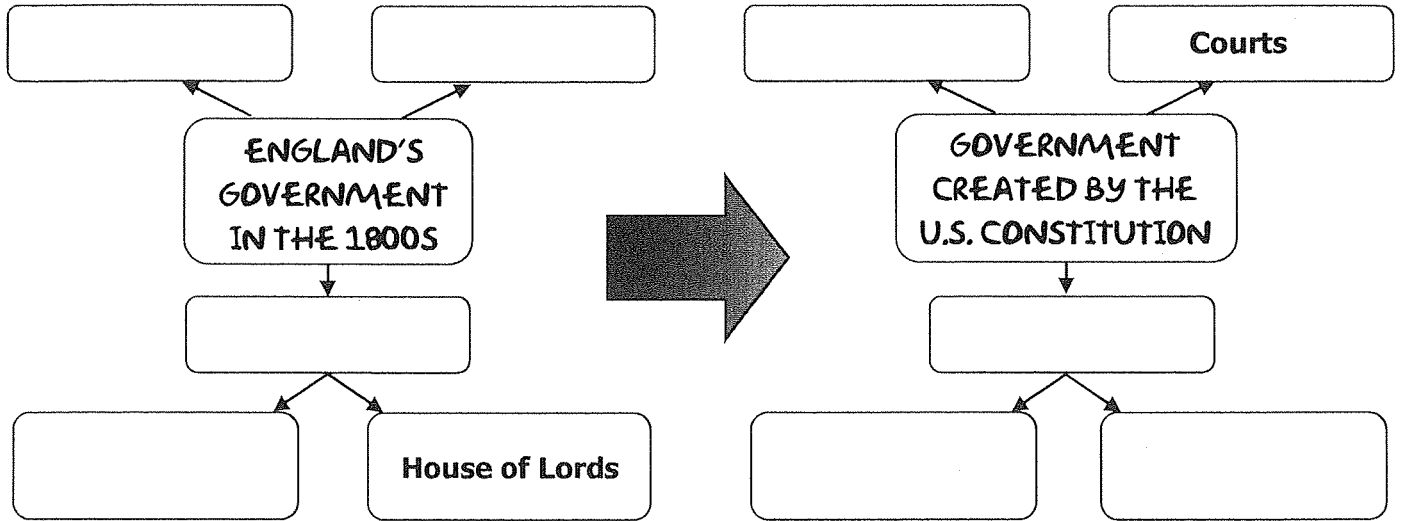 Courts
ENGLAND'S
GOVERNMENT
IN THE 1800S
GOVERNMENT
CREATED BY THE
U.S. CONSTITUTION
House of Lords